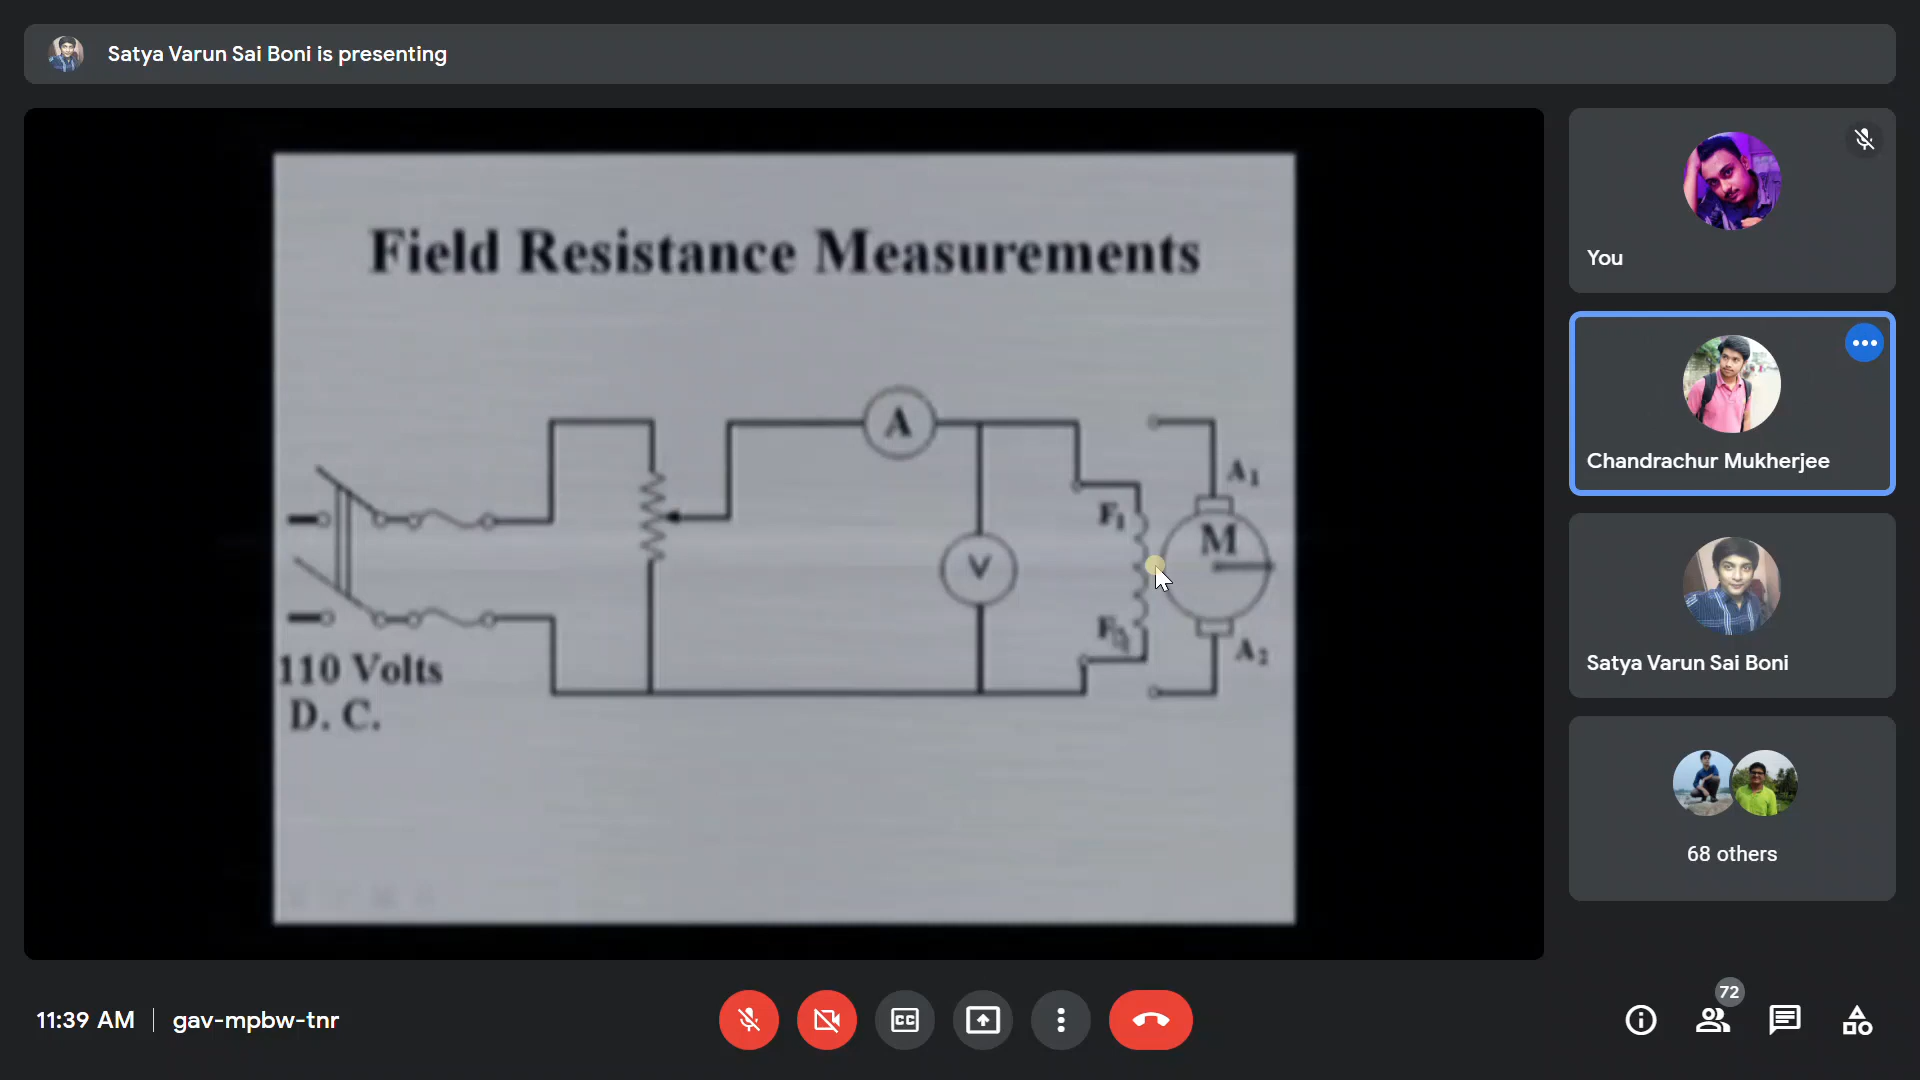 Satya Varun Sai Boni is presenting
Field Resistance Measurements
A
A1
F1
M
V
F2
A2
110 Volts
D. C.
You
Chandrachur Mukherjee
Satya Varun Sai Boni
68 others
11:39 AM
gav-mpbw-tnr
CC
72